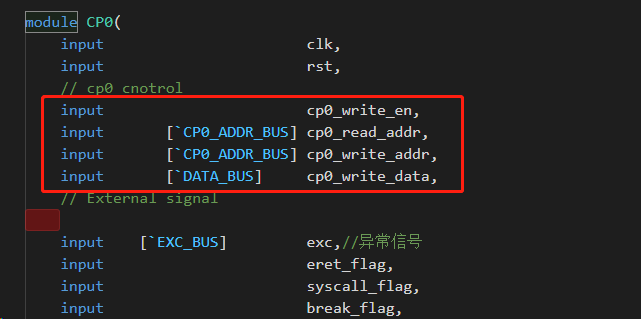 module CP0(
input clk,
input rst,
// cp0 cnotrol
input cp0_write_en,
input [`CP0_ADDR_BUS] cp0_read_addr,
input [`CP0_ADDR_BUS] cp0_write_addr,
input [`DATA_BUS] cp0_write_data,
// External signal
input [`EXC_BUS] exc,//异常信号
input eret_flag,
input syscall_flag,
input break_flag,